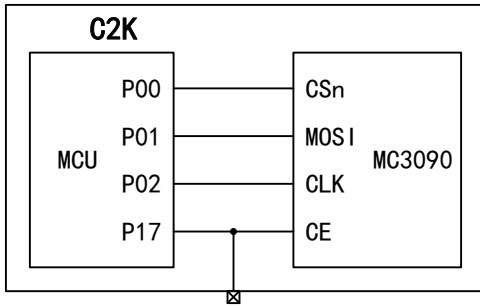 C2K
P00 CSn
P01 MOSI
MCU MC3090
P02 CLK
P17 CE